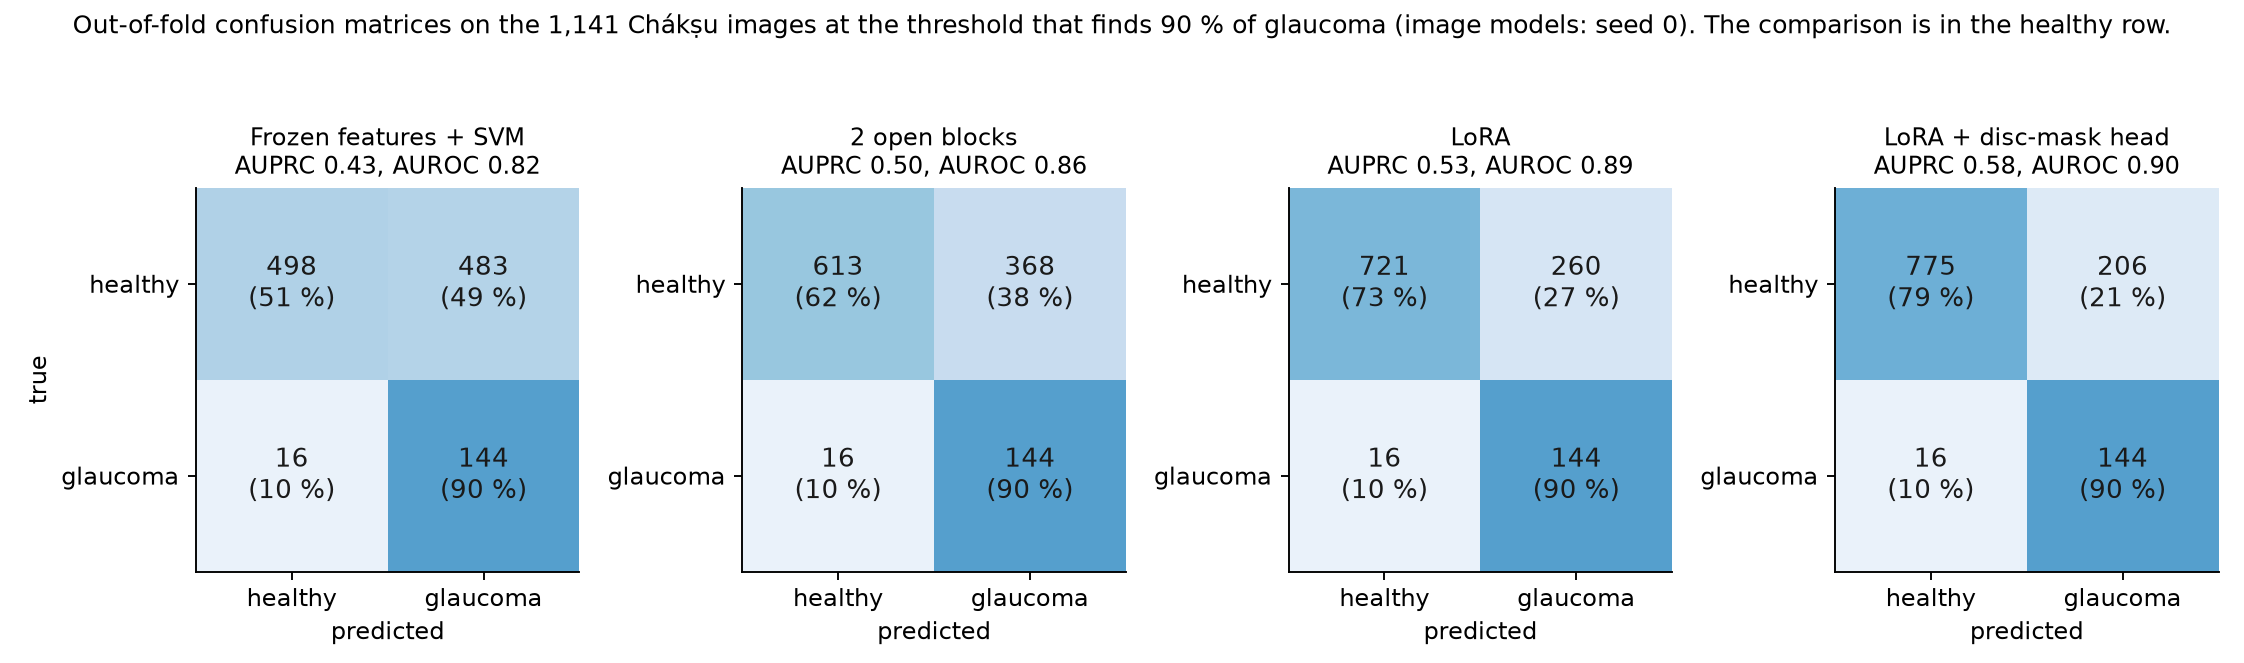 Out-of-fold confusion matrices on the 1,141 Chákṣu images at the threshold that finds 90 % of glaucoma (image models: seed 0). The comparison is in the healthy row.
Frozen features + SVM
AUPRC 0.43, AUROC 0.82
2 open blocks
AUPRC 0.50, AUROC 0.86
LoRA
AUPRC 0.53, AUROC 0.89
LoRA + disc-mask head
AUPRC 0.58, AUROC 0.90
true
healthy
498
(51 %)
483
(49 %)
glaucoma
16
(10 %)
144
(90 %)
healthy
glaucoma
predicted
healthy
613
(62 %)
368
(38 %)
glaucoma
16
(10 %)
144
(90 %)
healthy
glaucoma
predicted
healthy
721
(73 %)
260
(27 %)
glaucoma
16
(10 %)
144
(90 %)
healthy
glaucoma
predicted
healthy
775
(79 %)
206
(21 %)
glaucoma
16
(10 %)
144
(90 %)
healthy
glaucoma
predicted